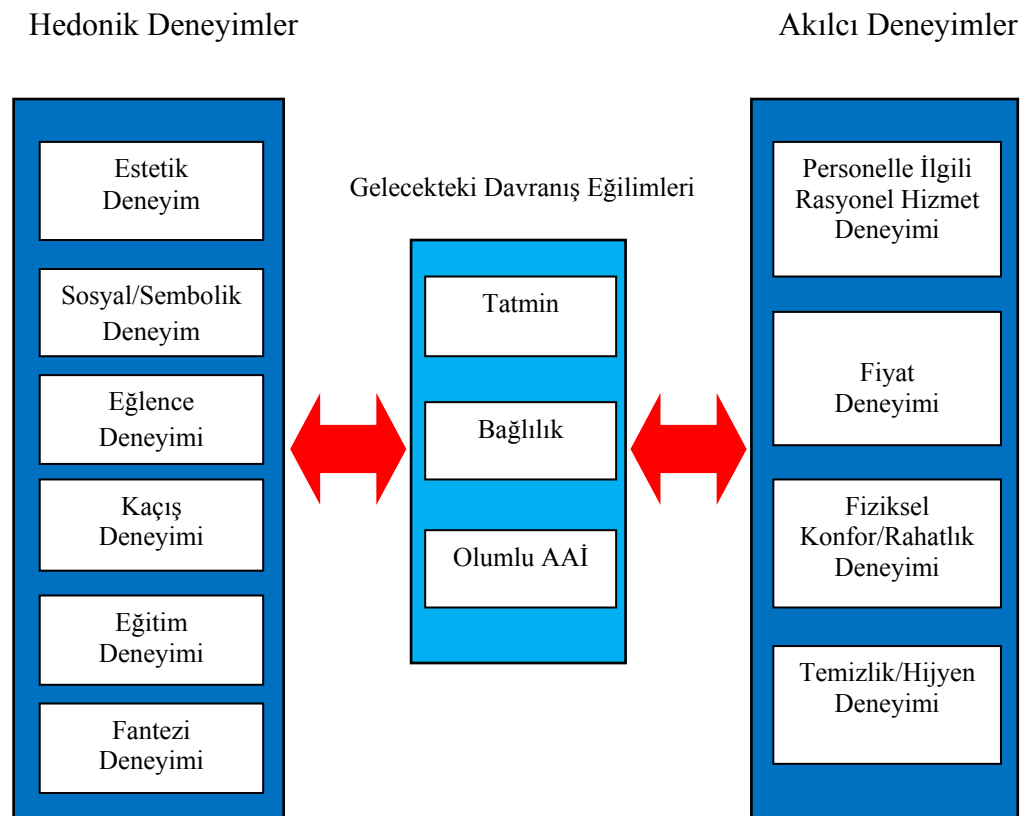 Hedonik Deneyimler
Akılcı Deneyimler
Estetik
Deneyim
Sosyal/Sembolik
Deneyim
Eğlence
Deneyimi
Kaçış
Deneyimi
Eğitim
Deneyimi
Fantezi
Deneyimi
Gelecekteki Davranış Eğilimleri
Tatmin
Bağlılık
Olumlu AAİ
Personelle İlgili
Rasyonel Hizmet
Deneyimi
Fiyat
Deneyimi
Fiziksel
Konfor/Rahatlık
Deneyimi
Temizlik/Hijyen
Deneyimi